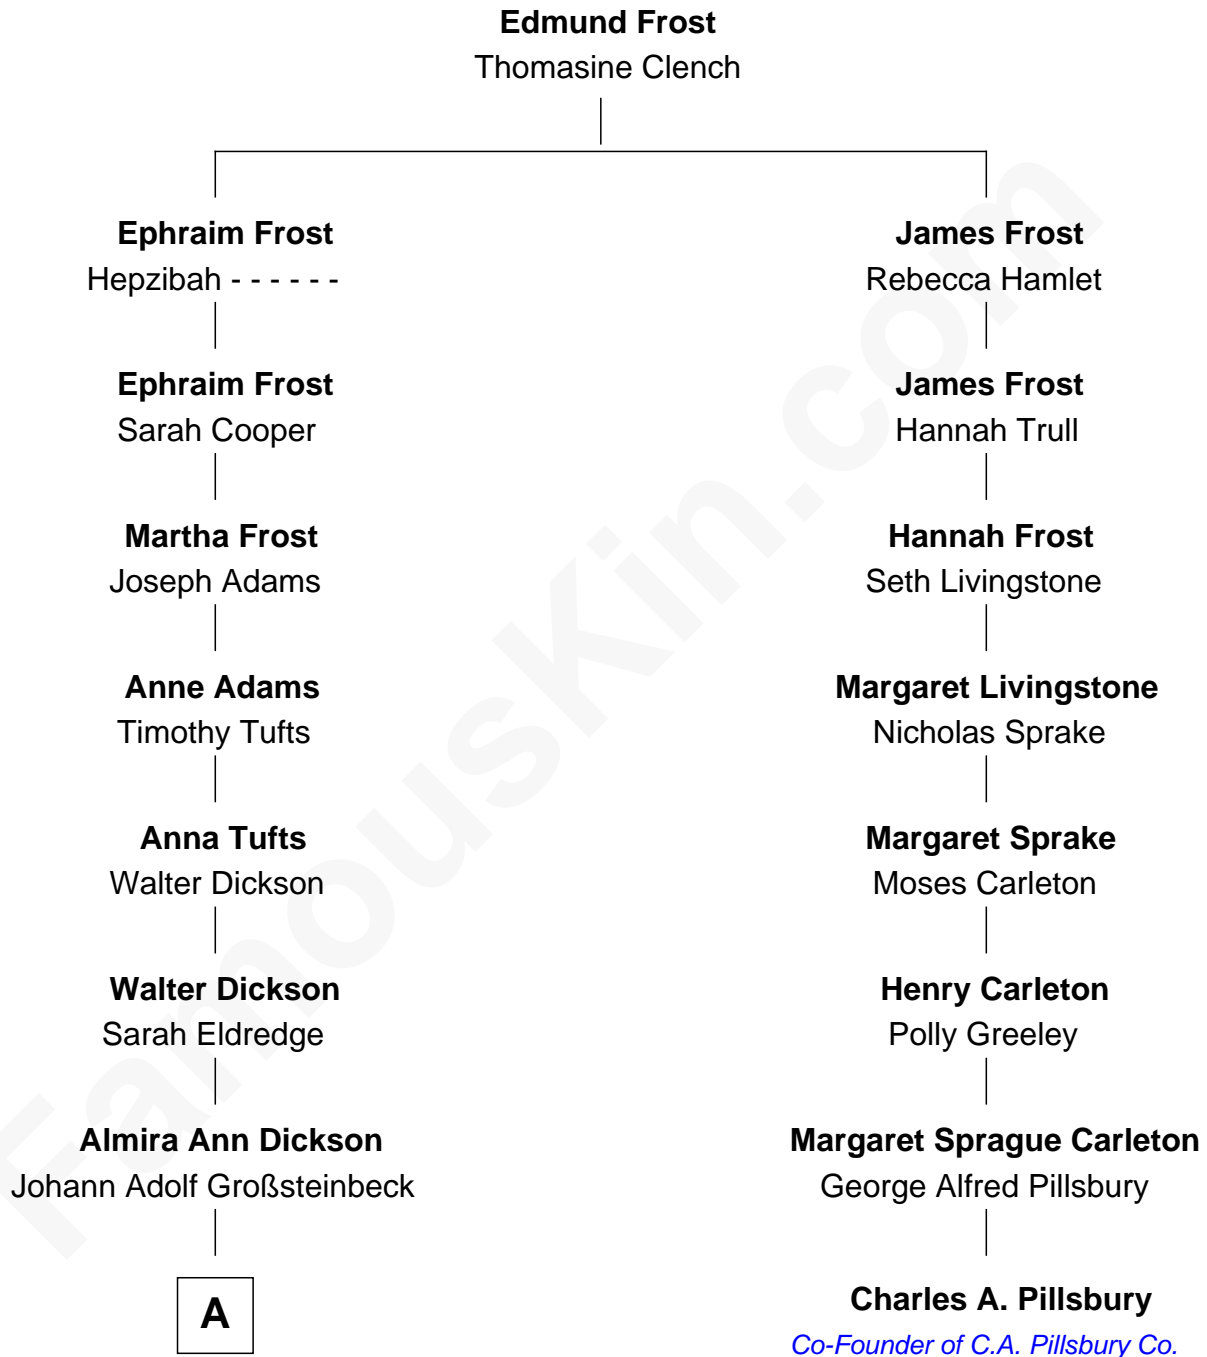 Edmund Frost
Thomasine Clench
Ephraim Frost
Hepzibah - - - - - -
James Frost
Rebecca Hamlet
Ephraim Frost
Sarah Cooper
James Frost
Hannah Trull
Martha Frost
Joseph Adams
Hannah Frost
Seth Livingstone
Anne Adams
Timothy Tufts
Margaret Livingstone
Nicholas Sprake
Anna Tufts
Walter Dickson
Margaret Sprake
Moses Carleton
Walter Dickson
Sarah Eldredge
Henry Carleton
Polly Greeley
Almira Ann Dickson
Johann Adolf Großsteinbeck
Margaret Sprague Carleton
George Alfred Pillsbury
A
Charles A. Pillsbury
Co-Founder of C.A. Pillsbury Co.
FamousKin.com